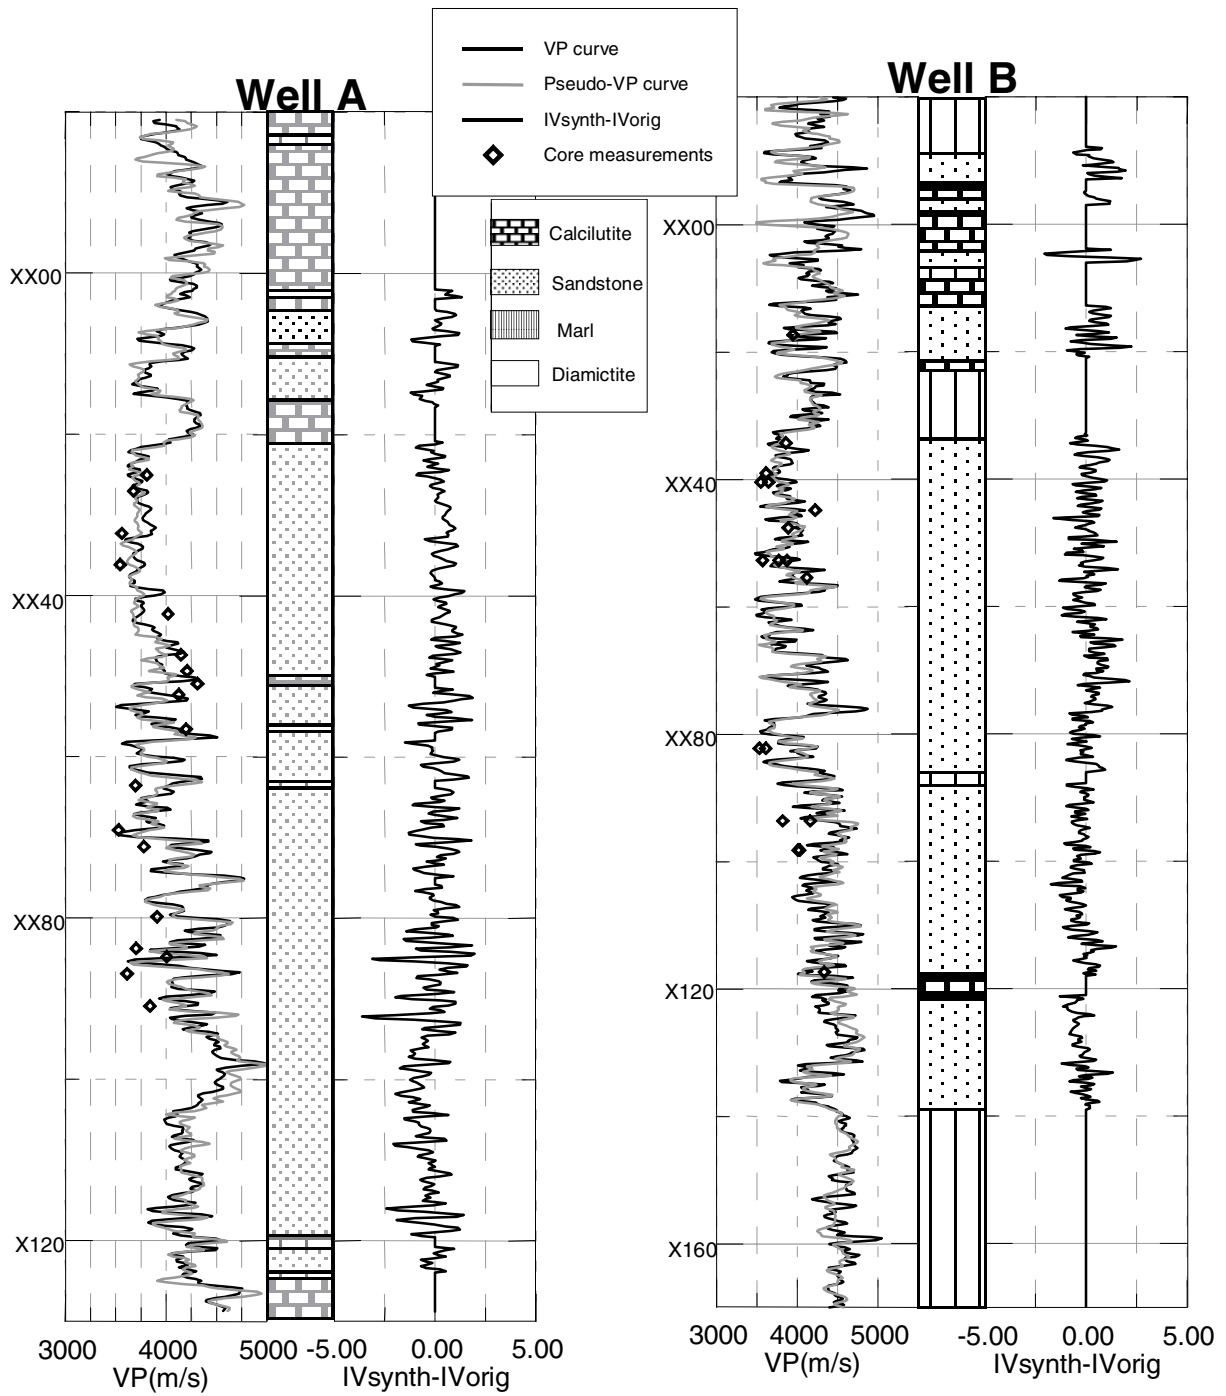 VP curve
Pseudo-VP curve
IVsynth-IVorig
Core measurements
Well A
Well B
Calcilutite
Sandstone
Marl
Diamictite
XX00
XX40
XX80
X120
3000 4000 5000 -5.00 0.00 5.00
VP(m/s) IVsynth-IVorig
XX00
XX40
XX80
X120
X160
3000 4000 5000 -5.00 0.00 5.00
VP(m/s) IVsynth-IVorig